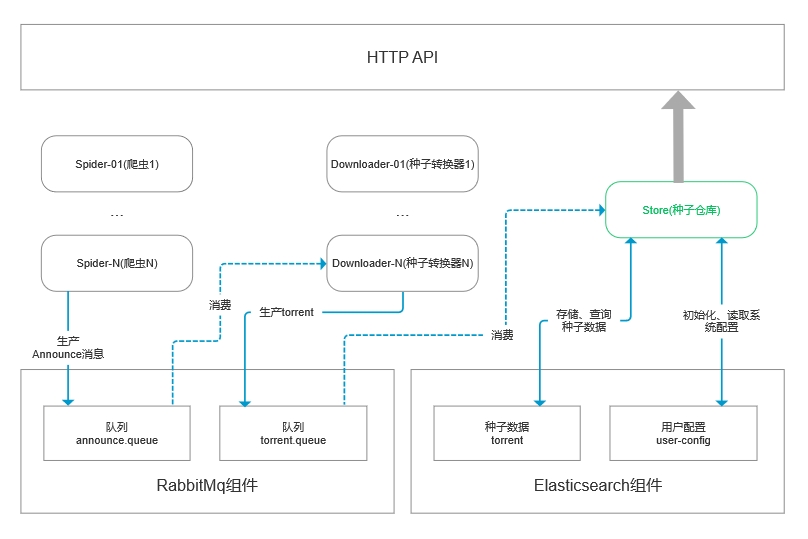 HTTP API
Spider-01(爬虫1)
Downloader-01(种子转换器1)
...
...
Store(种子仓库)
Spider-N(爬虫N)
Downloader-N(种子转换器N)
消费
生产torrent
存储、查询
种子数据
初始化、读取系
统配置
生产
Announce消息
消费
队列
announce.queue
队列
torrent.queue
种子数据
torrent
用户配置
user-config
RabbitMq组件
Elasticsearch组件